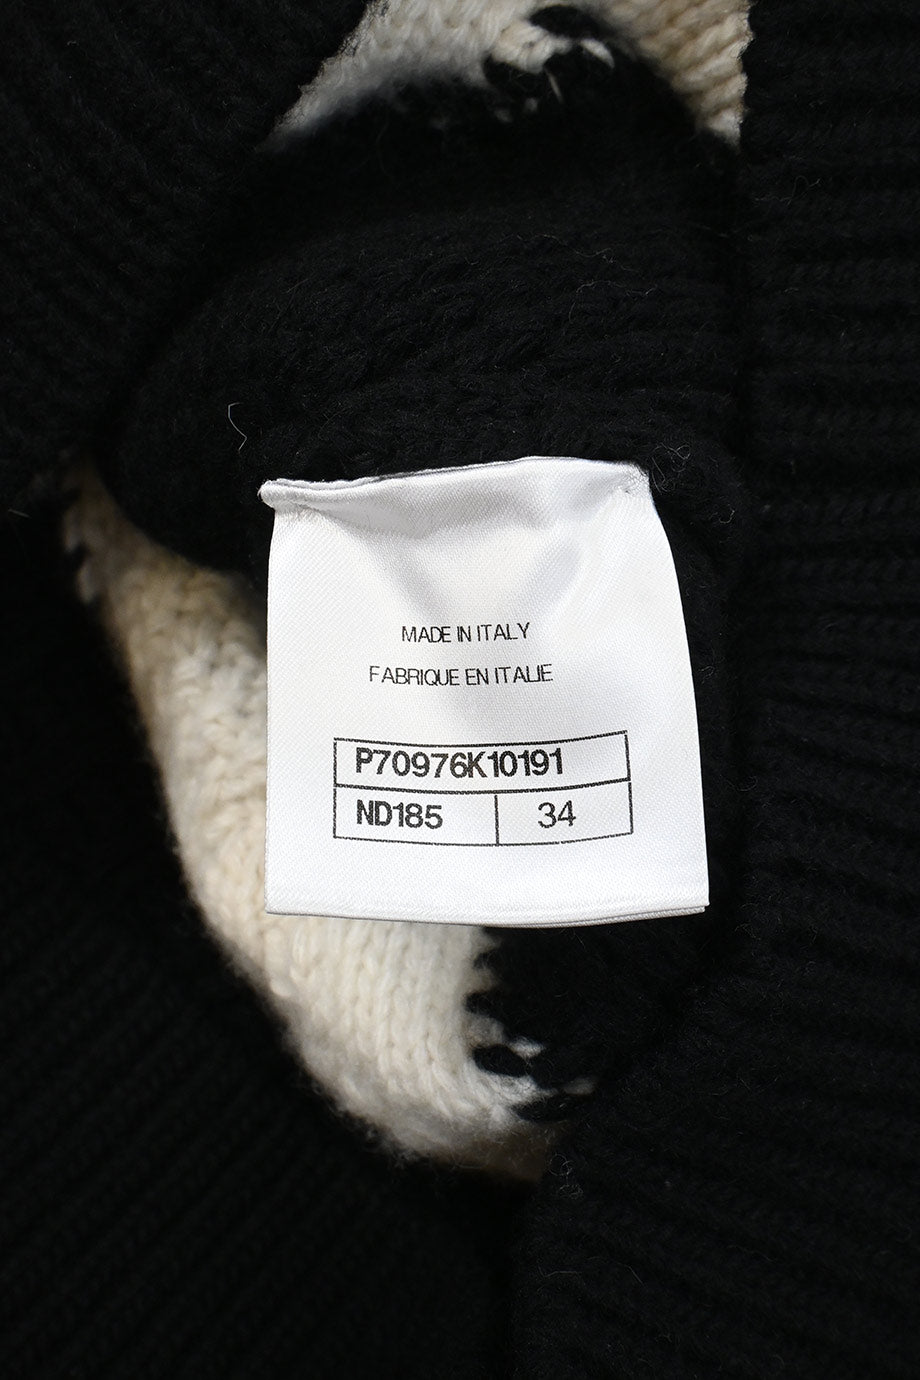 MADE IN ITALY
FABRIQUE EN ITALIE
P70976K10191
ND185 34